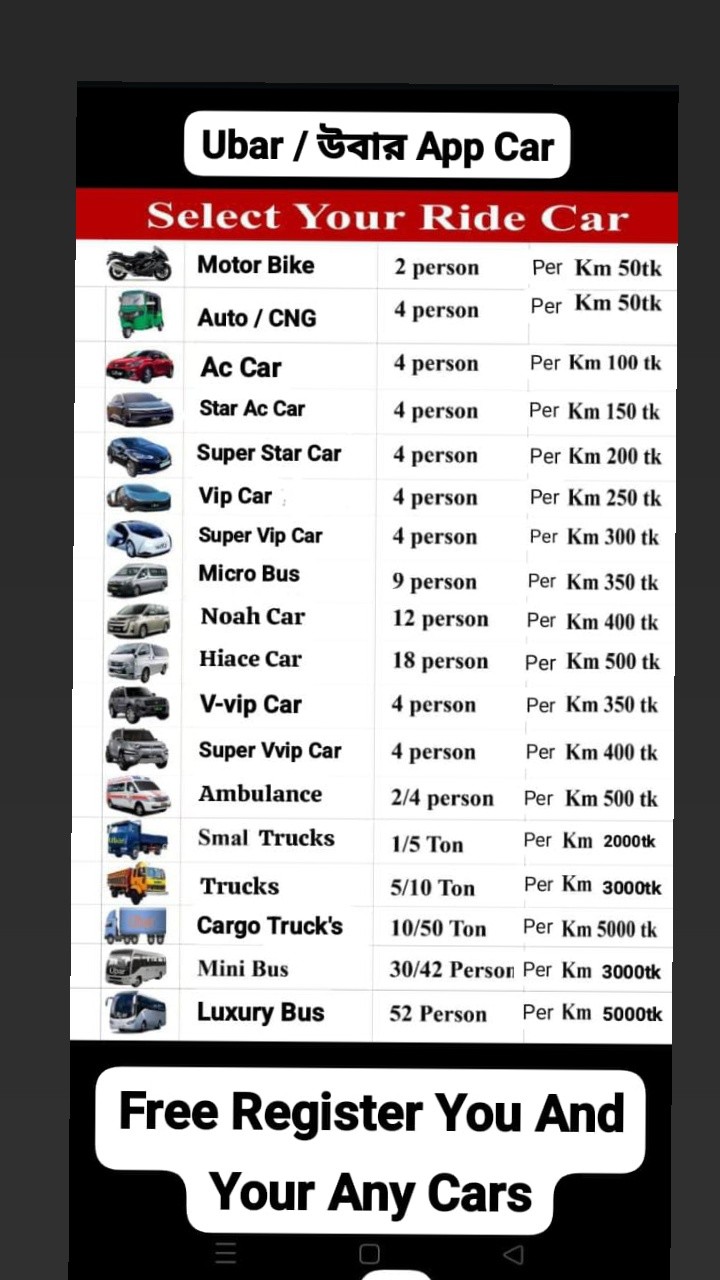 Ubar / উবার App Car
Select Your Ride Car
Motor Bike 2 person Per Km 50tk
Auto / CNG 4 person Per Km 50tk
Ac Car 4 person Per Km 100 tk
Star Ac Car 4 person Per Km 150 tk
Super Star Car 4 person Per Km 200 tk
Vip Car 4 person Per Km 250 tk
Super Vip Car 4 person Per Km 300 tk
Micro Bus 9 person Per Km 350 tk
Noah Car 12 person Per Km 400 tk
Hiace Car 18 person Per Km 500 tk
V-vip Car 4 person Per Km 350 tk
Super Vvip Car 4 person Per Km 400 tk
Ambulance 2/4 person Per Km 500 tk
Smal Trucks 1/5 Ton Per Km 2000tk
Trucks 5/10 Ton Per Km 3000tk
Cargo Truck's 10/50 Ton Per Km 5000 tk
Mini Bus 30/42 Person Per Km 3000tk
Luxury Bus 52 Person Per Km 5000tk
Free Register You And
Your Any Cars